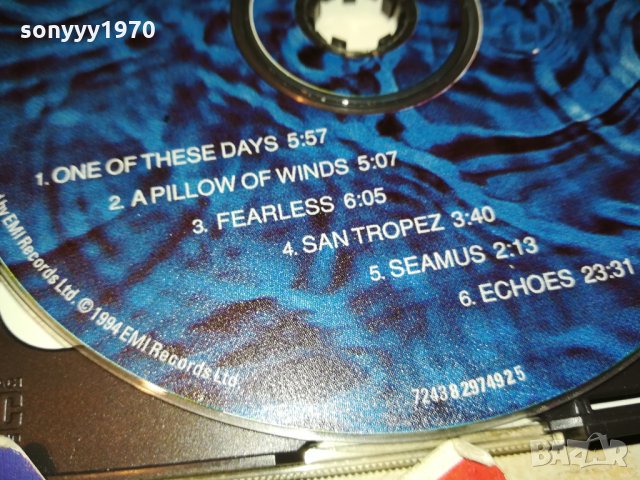 sonyyy1970
1. ONE OF THESE DAYS 5:57
2. A PILLOW OF WINDS 5:07
3. FEARLESS 6:05
4. SAN TROPEZ 3:40
5. SEAMUS 2:13
6. ECHOES 23:31
by EMI Records Ltd. © 1994 EMI Records Ltd.
7243 8 29749 2 5
BAZAR